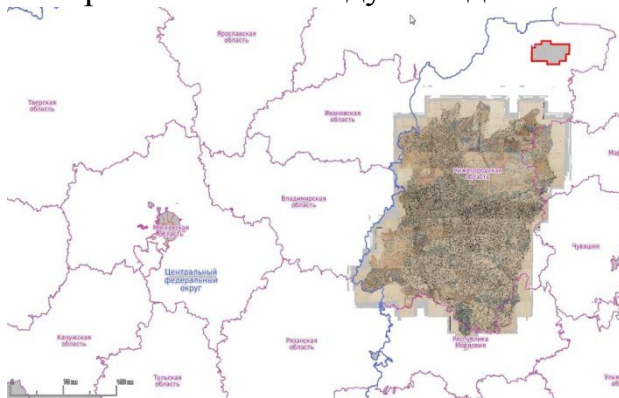 Ярославская
область
Тверская
область
Ивановская
область
Нижегородская
область
Владимирская
область
Московская
область
Чувашия
Центральный
федеральный
округ
Калужская
область
Рязанская
область
Республика
Мордовия
Тульская
область